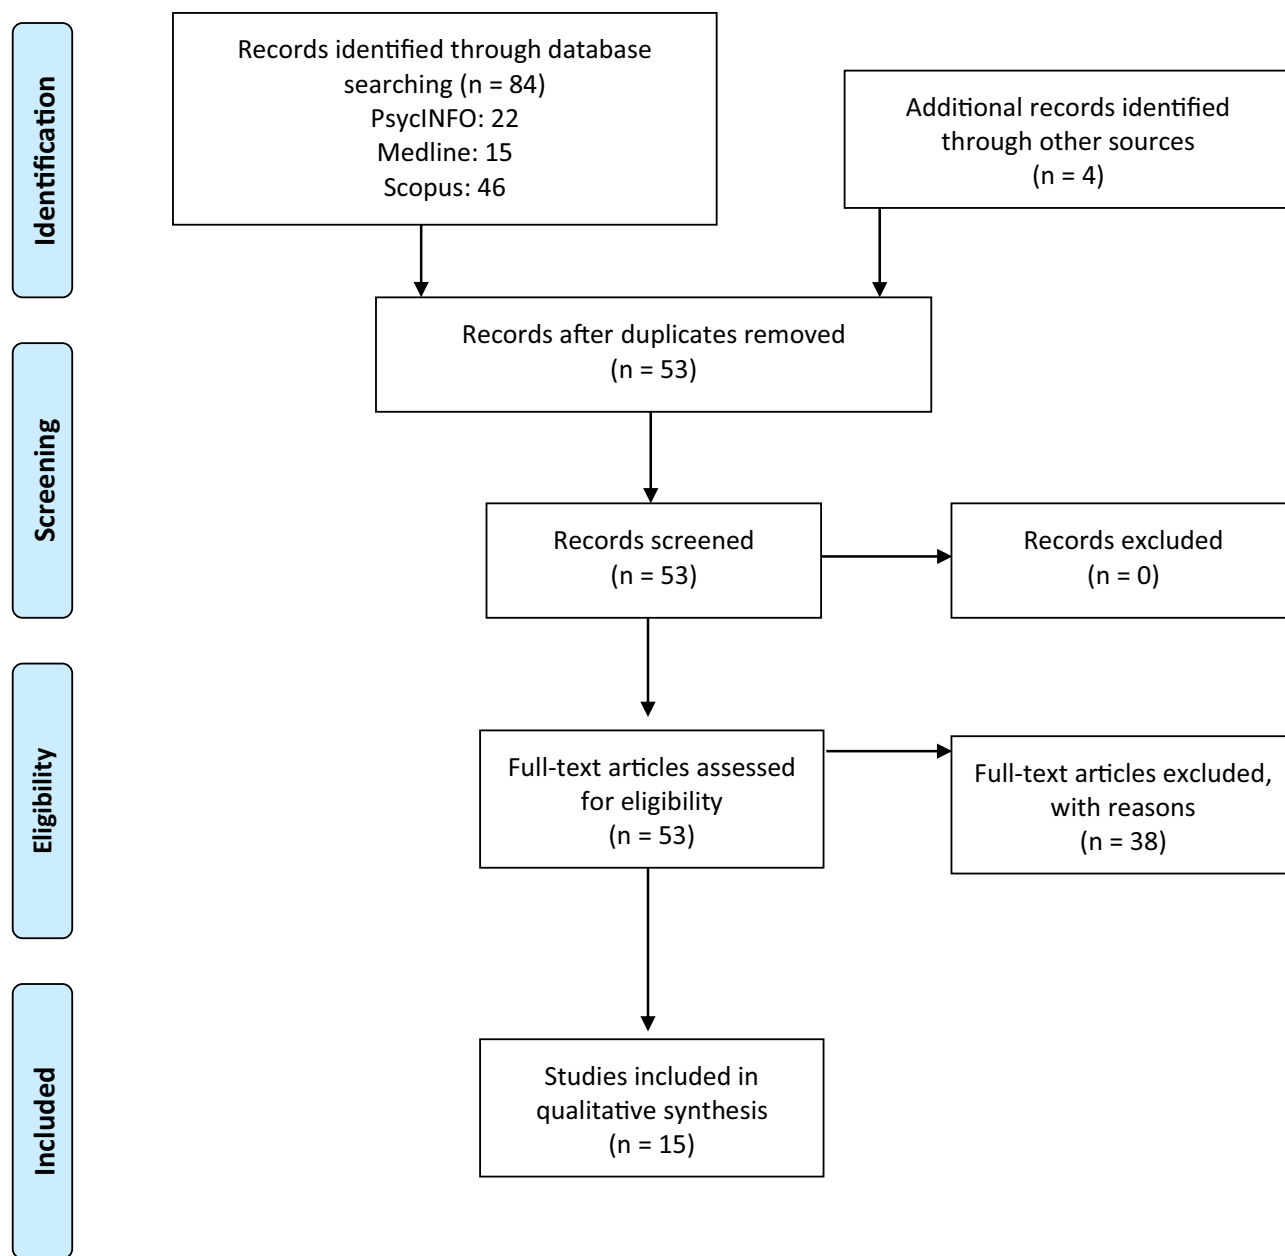 Identification
Records identified through database
searching (n = 84)
PsycINFO: 22
Medline: 15
Scopus: 46
Additional records identified
through other sources
(n = 4)
Records after duplicates removed
(n = 53)
Screening
Records screened
(n = 53)
Records excluded
(n = 0)
Eligibility
Full-text articles assessed
for eligibility
(n = 53)
Full-text articles excluded,
with reasons
(n = 38)
Included
Studies included in
qualitative synthesis
(n = 15)